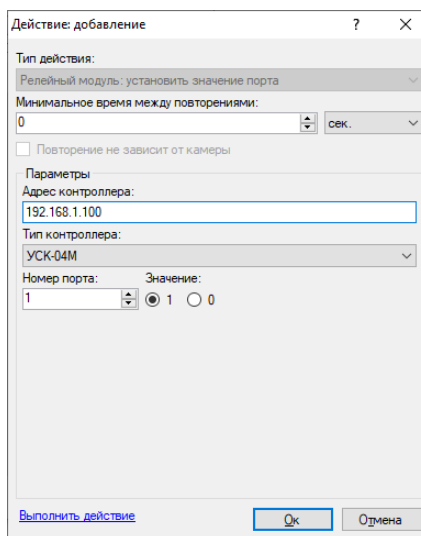 Действие: добавление ? ×
Тип действия:
Релейный модуль: установить значение порта
Минимальное время между повторениями:
0 сек.
Повторение не зависит от камеры
Параметры
Адрес контроллера:
192.168.1.100
Тип контроллера:
УСК-04М
Номер порта: Значение:
1 1 0
Выполнить действие Ок Отмена